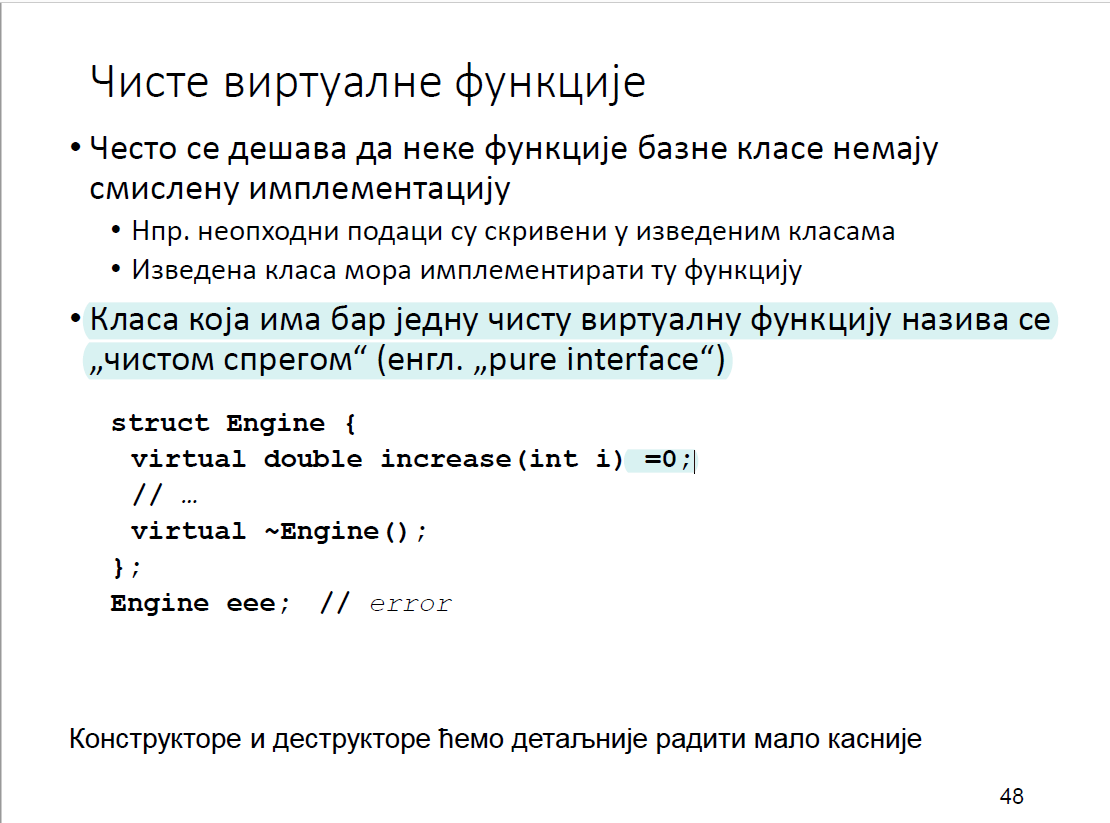 Чисте виртуалне функције
• Често се дешава да неке функције базне класе немају
смислену имплементацију
• Нпр. неопходни подаци су скривени у изведеним класама
• Изведена класа мора имплементирати ту функцију
• Класа која има бар једну чисту виртуалну функцију назива се
„чистом спрегом“ (енгл. „pure interface“)
struct Engine {
virtual double increase(int i) =0;
// …
virtual ~Engine();
};
Engine eee; // error
Конструкторе и деструкторе ћемо детаљније радити мало касније
48